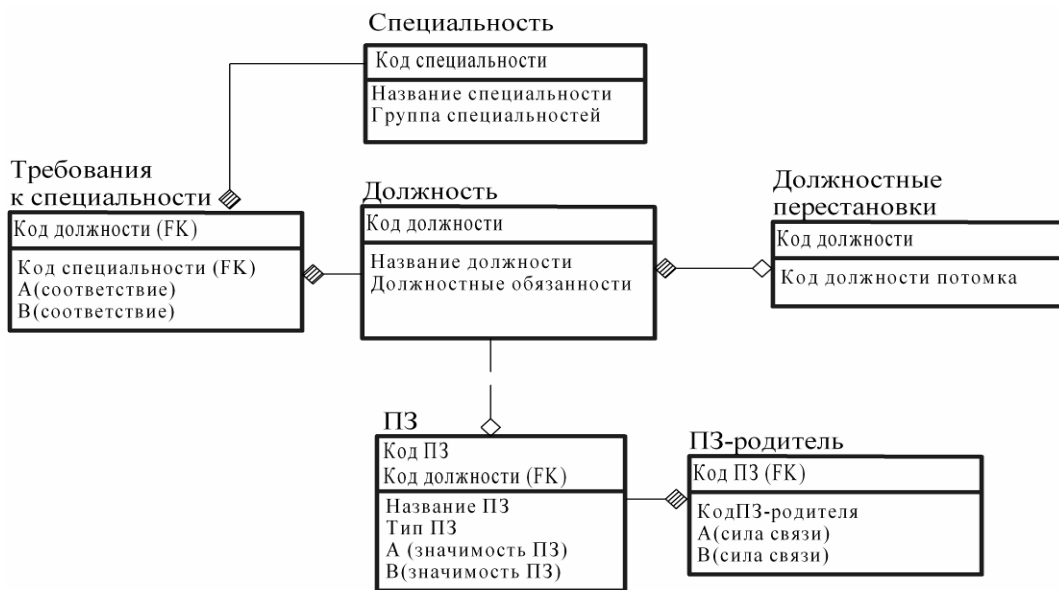 Специальность
Код специальности
Название специальности
Группа специальностей
Требования
к специальности
Код должности (FK)
Код специальности (FK)
А(соответствие)
В(соответствие)
Должность
Код должности
Название должности
Должностные обязанности
Должностные
перестановки
Код должности
Код должности потомка
ПЗ
Код ПЗ
Код должности (FK)
Название ПЗ
Тип ПЗ
А (значимость ПЗ)
В(значимость ПЗ)
ПЗ-родитель
Код ПЗ (FK)
КодПЗ-родителя
А(сила связи)
В(сила связи)